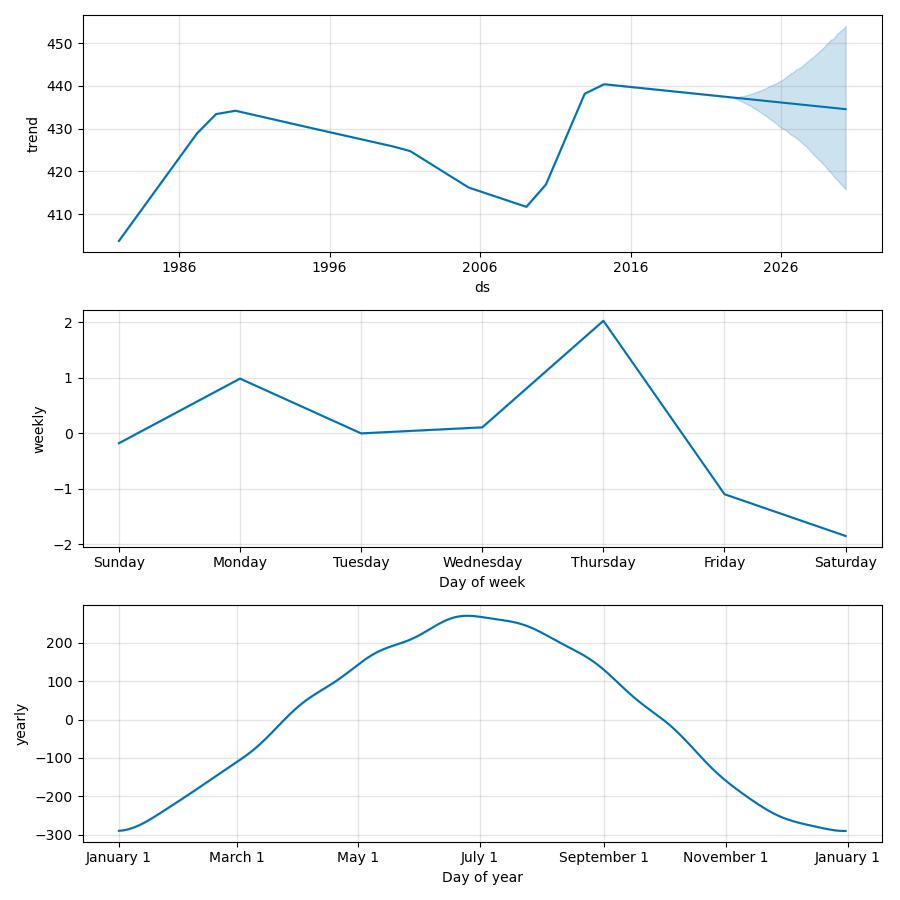 450
440
430
420
410
trend
1986 1996 2006 2016 2026
ds
2
1
0
−1
−2
weekly
Sunday Monday Tuesday Wednesday Thursday Friday Saturday
Day of week
200
100
0
−100
−200
−300
yearly
January 1 March 1 May 1 July 1 September 1 November 1 January 1
Day of year